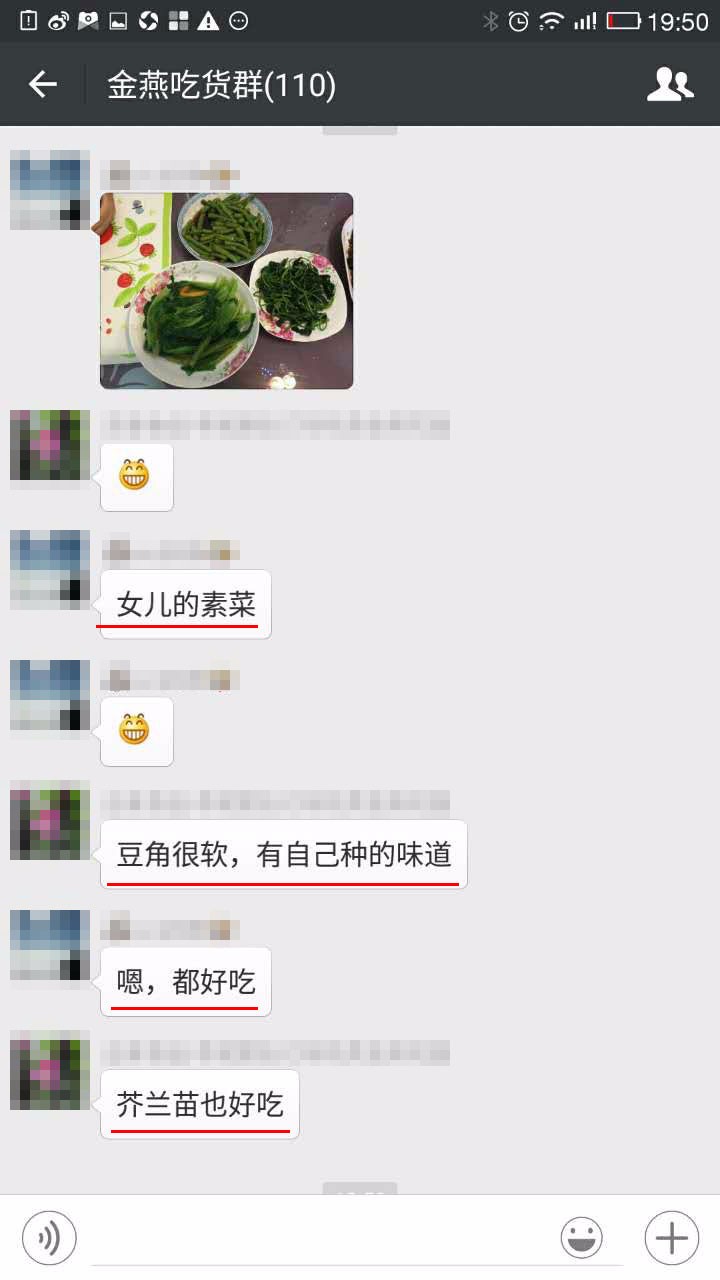 19:50
金燕吃货群(110)
女儿的素菜
豆角很软，有自己种的味道
嗯，都好吃
芥兰苗也好吃